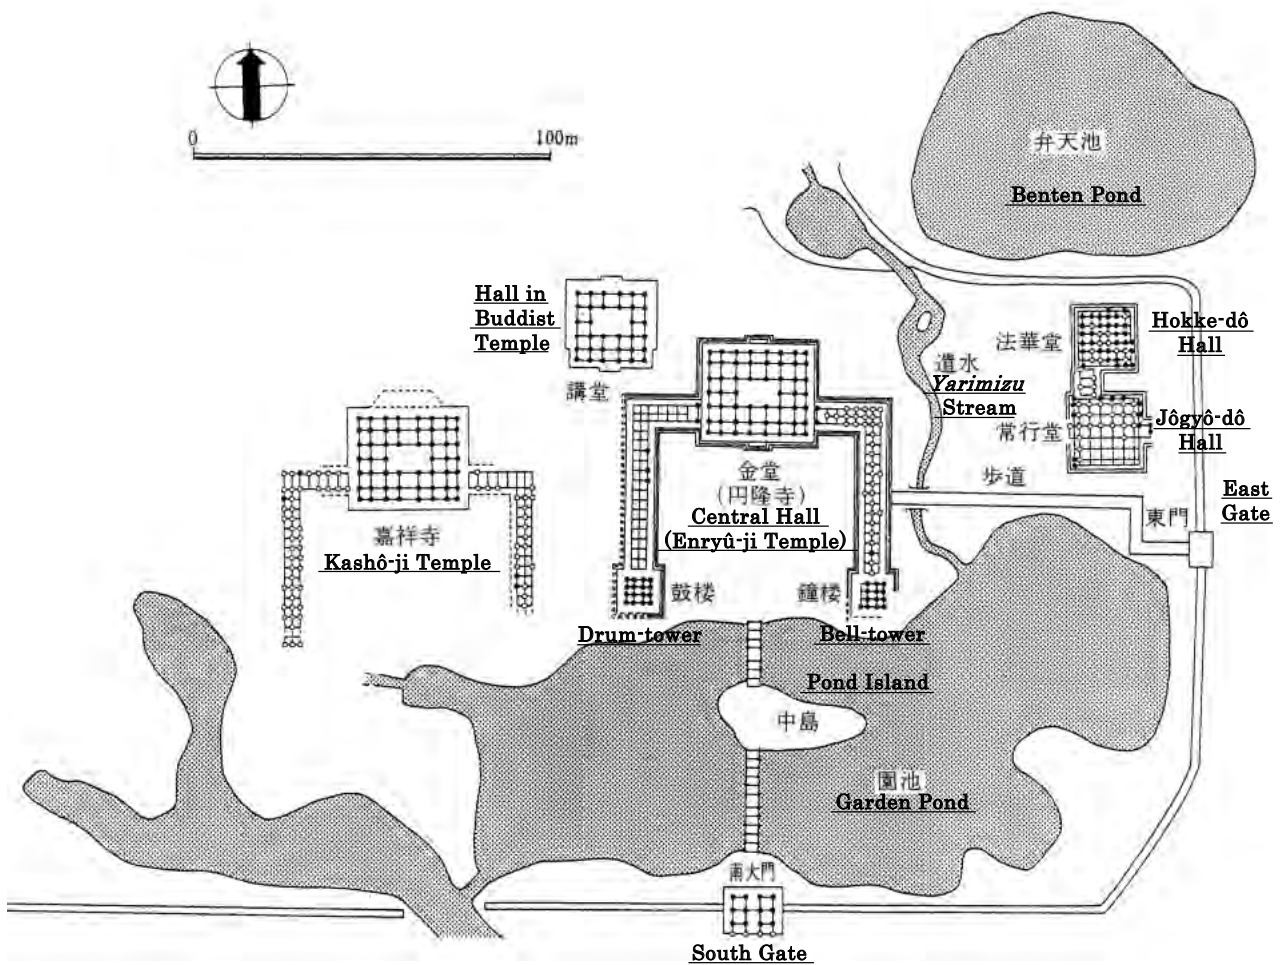 0 100m
弁天池
Benten Pond
Hall in
Buddist
Temple
講堂
法華堂
Hokke-dô
Hall
遣水
Yarimizu
Stream
常行堂
Jôgyô-dô
Hall
金堂
(円隆寺)
Central Hall
(Enryû-ji Temple)
歩道
東門
East
Gate
嘉祥寺
Kashô-ji Temple
鼓楼
鐘楼
Drum-tower
Bell-tower
Pond Island
中島
園池
Garden Pond
南大門
South Gate